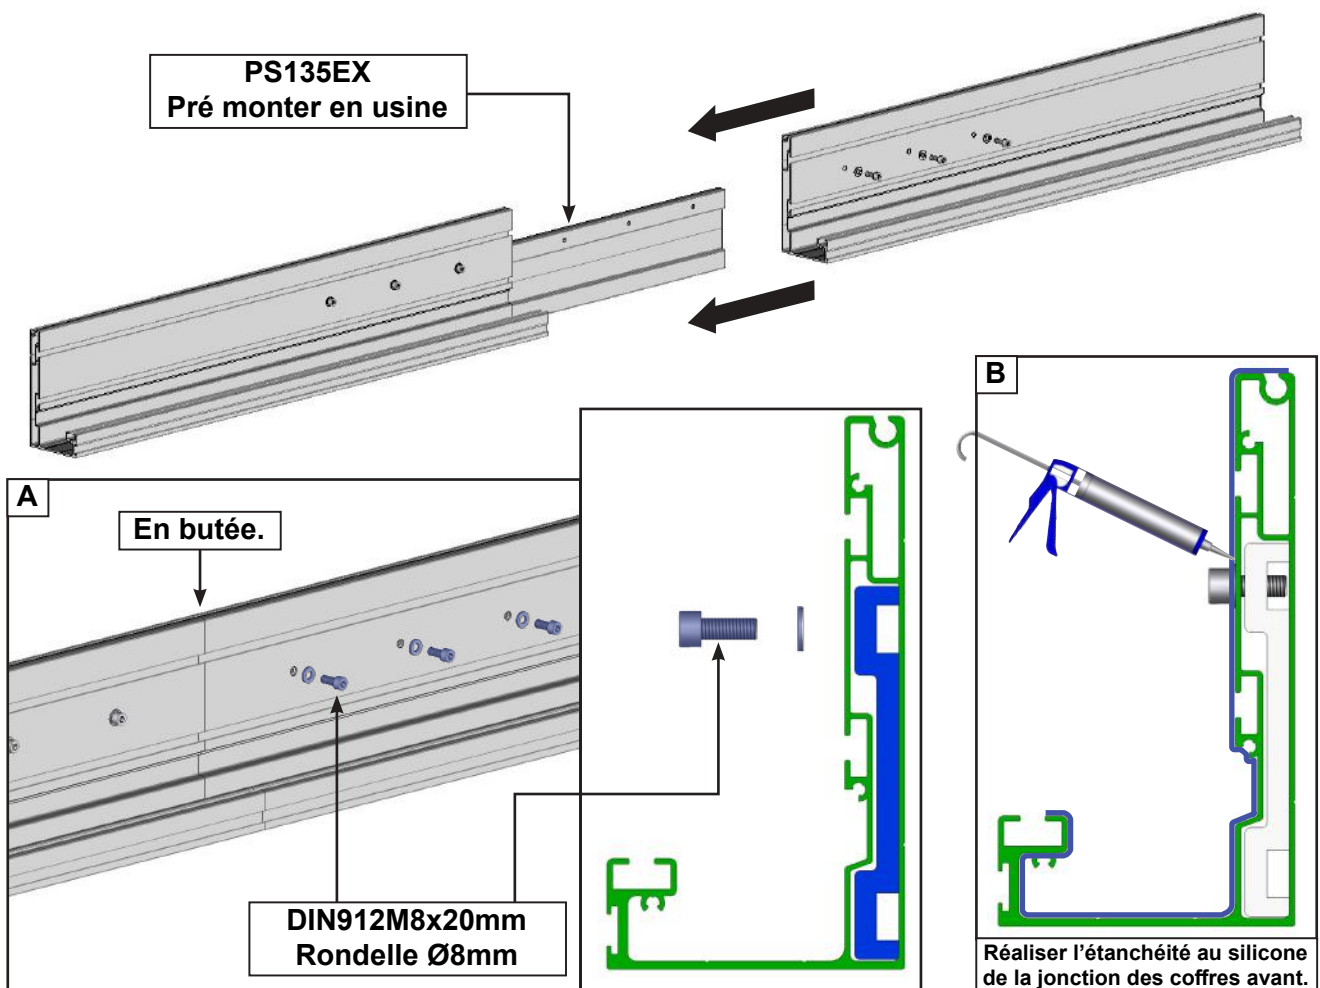 PS135EX
Pré monter en usine
B
A
En butée.
DIN912M8x20mm
Rondelle Ø8mm
Réaliser l'étanchéité au silicone
de la jonction des coffres avant.